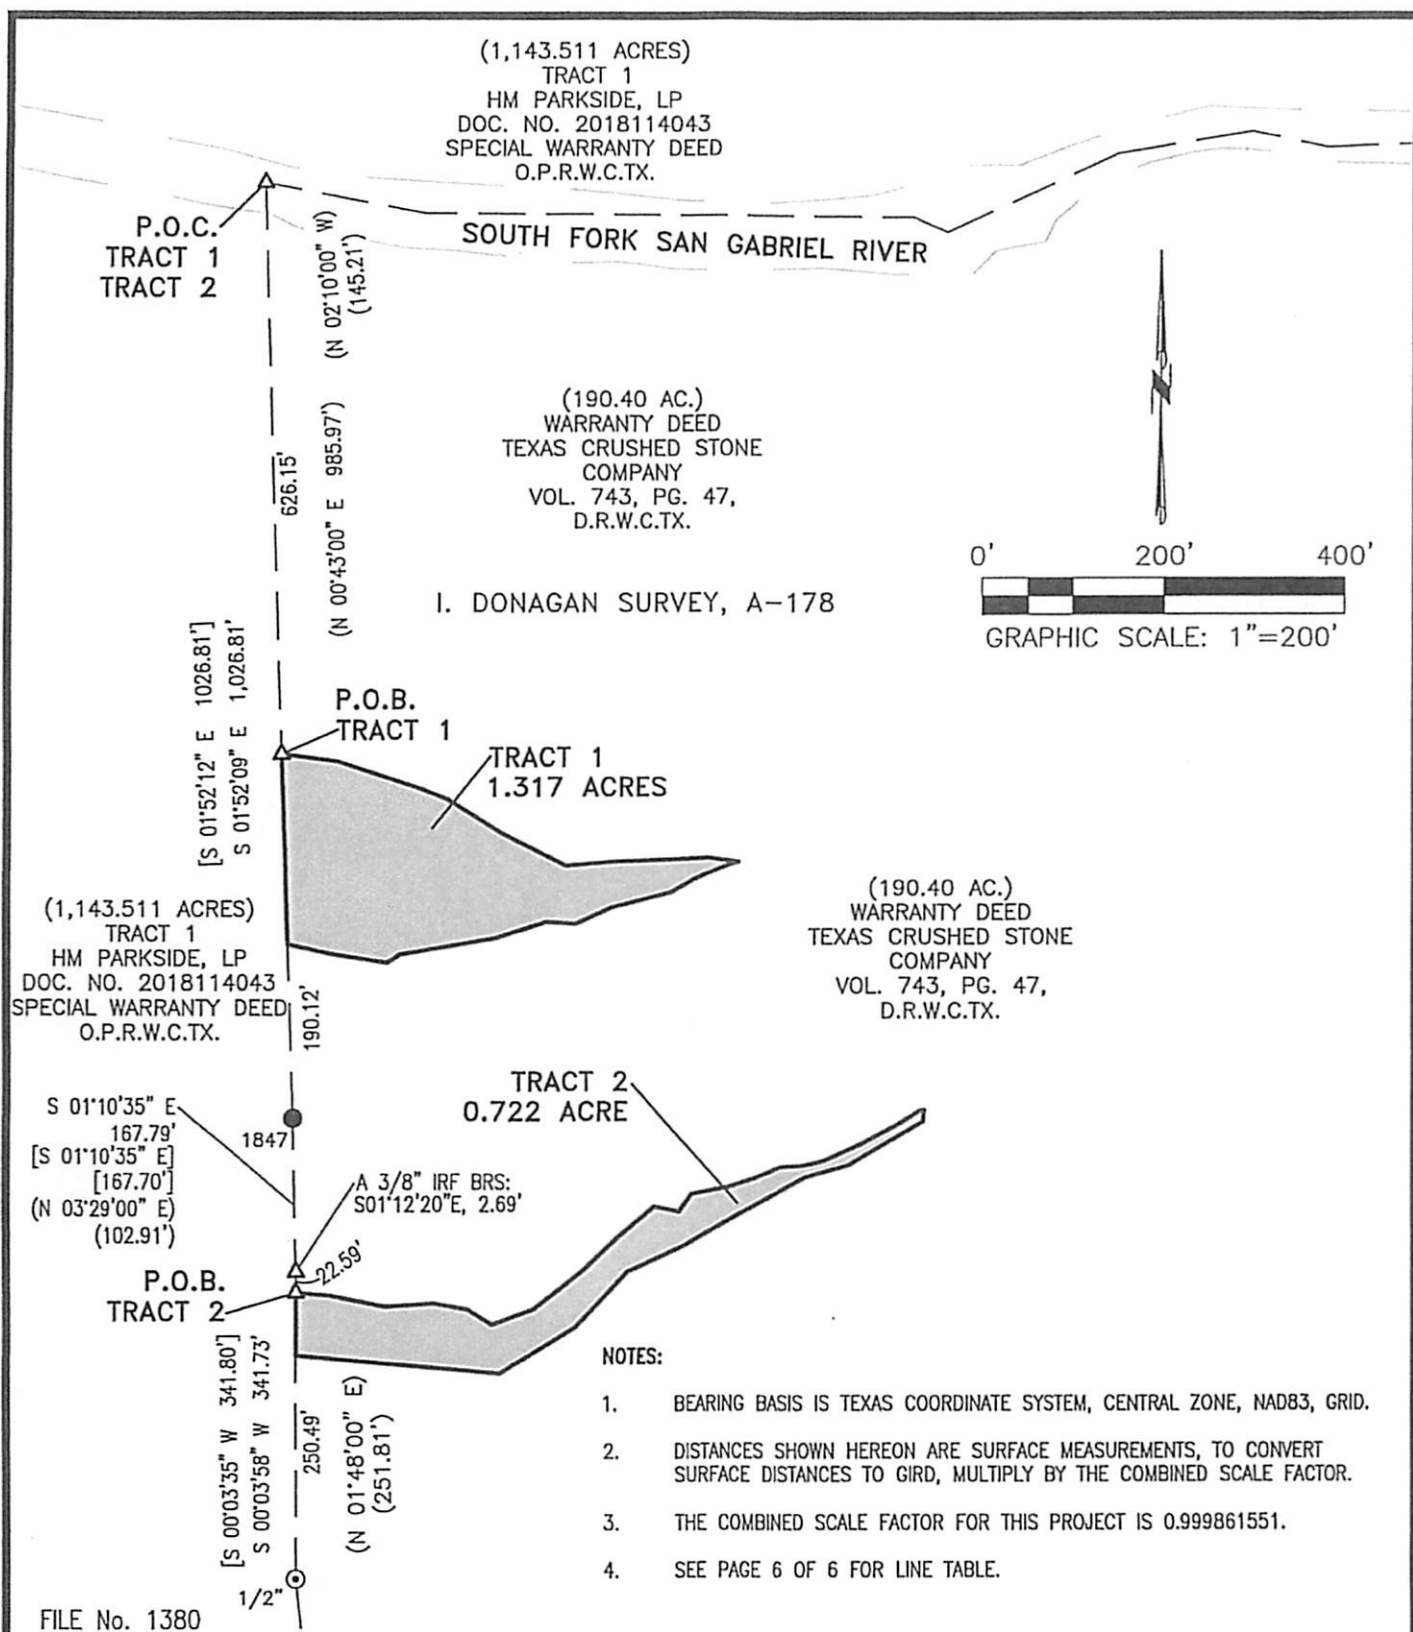 (1,143.511 ACRES)
TRACT 1
HM PARKSIDE, LP
DOC. NO. 2018114043
SPECIAL WARRANTY DEED
O.P.R.W.C.TX.
P.O.C.
TRACT 1
TRACT 2
SOUTH FORK SAN GABRIEL RIVER
(N 02°10'00" W)
(145.21')
(190.40 AC.)
WARRANTY DEED
TEXAS CRUSHED STONE
COMPANY
VOL. 743, PG. 47,
D.R.W.C.TX.
626.15'
(N 00°43'00" E 985.97')
0' 200' 400'
GRAPHIC SCALE: 1"=200'
I. DONAGAN SURVEY, A-178
[S 01°52'12" E 1026.81']
S 01°52'09" E 1,026.81'
P.O.B.
TRACT 1
TRACT 1
1.317 ACRES
(1,143.511 ACRES)
TRACT 1
HM PARKSIDE, LP
DOC. NO. 2018114043
SPECIAL WARRANTY DEED
O.P.R.W.C.TX.
190.12'
(190.40 AC.)
WARRANTY DEED
TEXAS CRUSHED STONE
COMPANY
VOL. 743, PG. 47,
D.R.W.C.TX.
TRACT 2
0.722 ACRE
S 01°10'35" E
167.79'
[S 01°10'35" E]
[167.70']
(N 03°29'00" E)
(102.91')
1847
A 3/8" IRF BRS:
S01°12'20"E, 2.69'
22.59'
P.O.B.
TRACT 2
[S 00°03'35" W 341.80']
S 00°03'58" W 341.73'
250.49'
(N 01°48'00" E)
(251.81')
1/2"
NOTES:
1. BEARING BASIS IS TEXAS COORDINATE SYSTEM, CENTRAL ZONE, NAD83, GRID.
2. DISTANCES SHOWN HEREON ARE SURFACE MEASUREMENTS, TO CONVERT
SURFACE DISTANCES TO GIRD, MULTIPLY BY THE COMBINED SCALE FACTOR.
3. THE COMBINED SCALE FACTOR FOR THIS PROJECT IS 0.999861551.
4. SEE PAGE 6 OF 6 FOR LINE TABLE.
FILE No. 1380